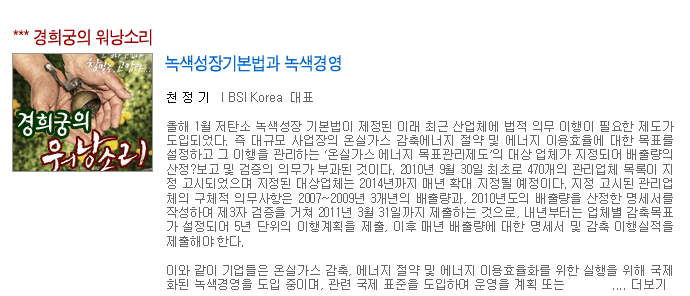 *** 경희궁의 워낭소리
경희궁의
워낭소리
녹색성장기본법과 녹색경영
천 정 기 ㅣBSI Korea 대표
올해 1월 저탄소 녹색성장 기본법이 제정된 이래 최근 산업체에 법적 의무 이행이 필요한 제도가
도입되었다. 즉 대규모 사업장의 온실가스 감축에너지 절약 및 에너지 이용효율에 대한 목표를
설정하고 그 이행을 관리하는 ‘온실가스 에너지 목표관리제도’의 대상 업체가 지정되어 배출량의
산정?보고 및 검증의 의무가 부과된 것이다. 2010년 9월 30일 최초로 470개의 관리업체 목록이 지
정 고시되었으며 지정된 대상업체는 2014년까지 매년 확대 지정될 예정이다. 지정 고시된 관리업
체의 구체적 의무사항은 2007~2009년 3개년의 배출량과, 2010년도의 배출량을 산정한 명세서를
작성하여 제3자 검증을 거쳐 2011년 3월 31일까지 제출하는 것으로, 내년부터는 업체별 감축목표
가 설정되어 5년 단위의 이행계획을 제출, 이후 매년 배출량에 대한 명세서 및 감축 이행실적을
제출해야 한다.
이와 같이 기업들은 온실가스 감축, 에너지 절약 및 에너지 이용효율화를 위한 실행을 위해 국제
화된 녹색경영을 도입 중이며, 관련 국제 표준을 도입하여 운영을 계획 또는 .... 더보기